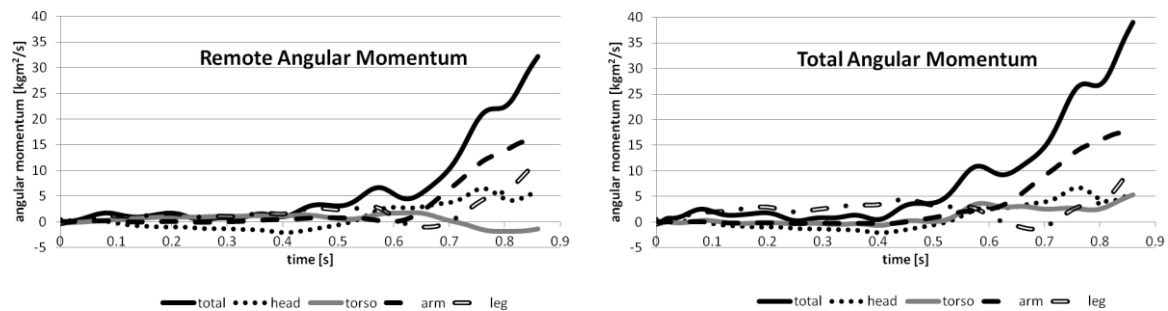 Remote Angular Momentum
angular momentum [kgm²/s]
40
35
30
25
20
15
10
5
0
-5
0 0.1 0.2 0.3 0.4 0.5 0.6 0.7 0.8 0.9
time [s]
total head torso arm leg
Total Angular Momentum
angular momentum [kgm²/s]
40
35
30
25
20
15
10
5
0
-5
0 0.1 0.2 0.3 0.4 0.5 0.6 0.7 0.8 0.9
time [s]
total head torso arm leg